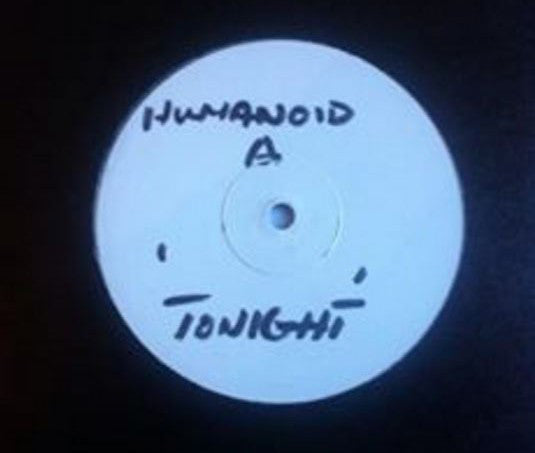 HUMANOID
A
' TONIGHT '